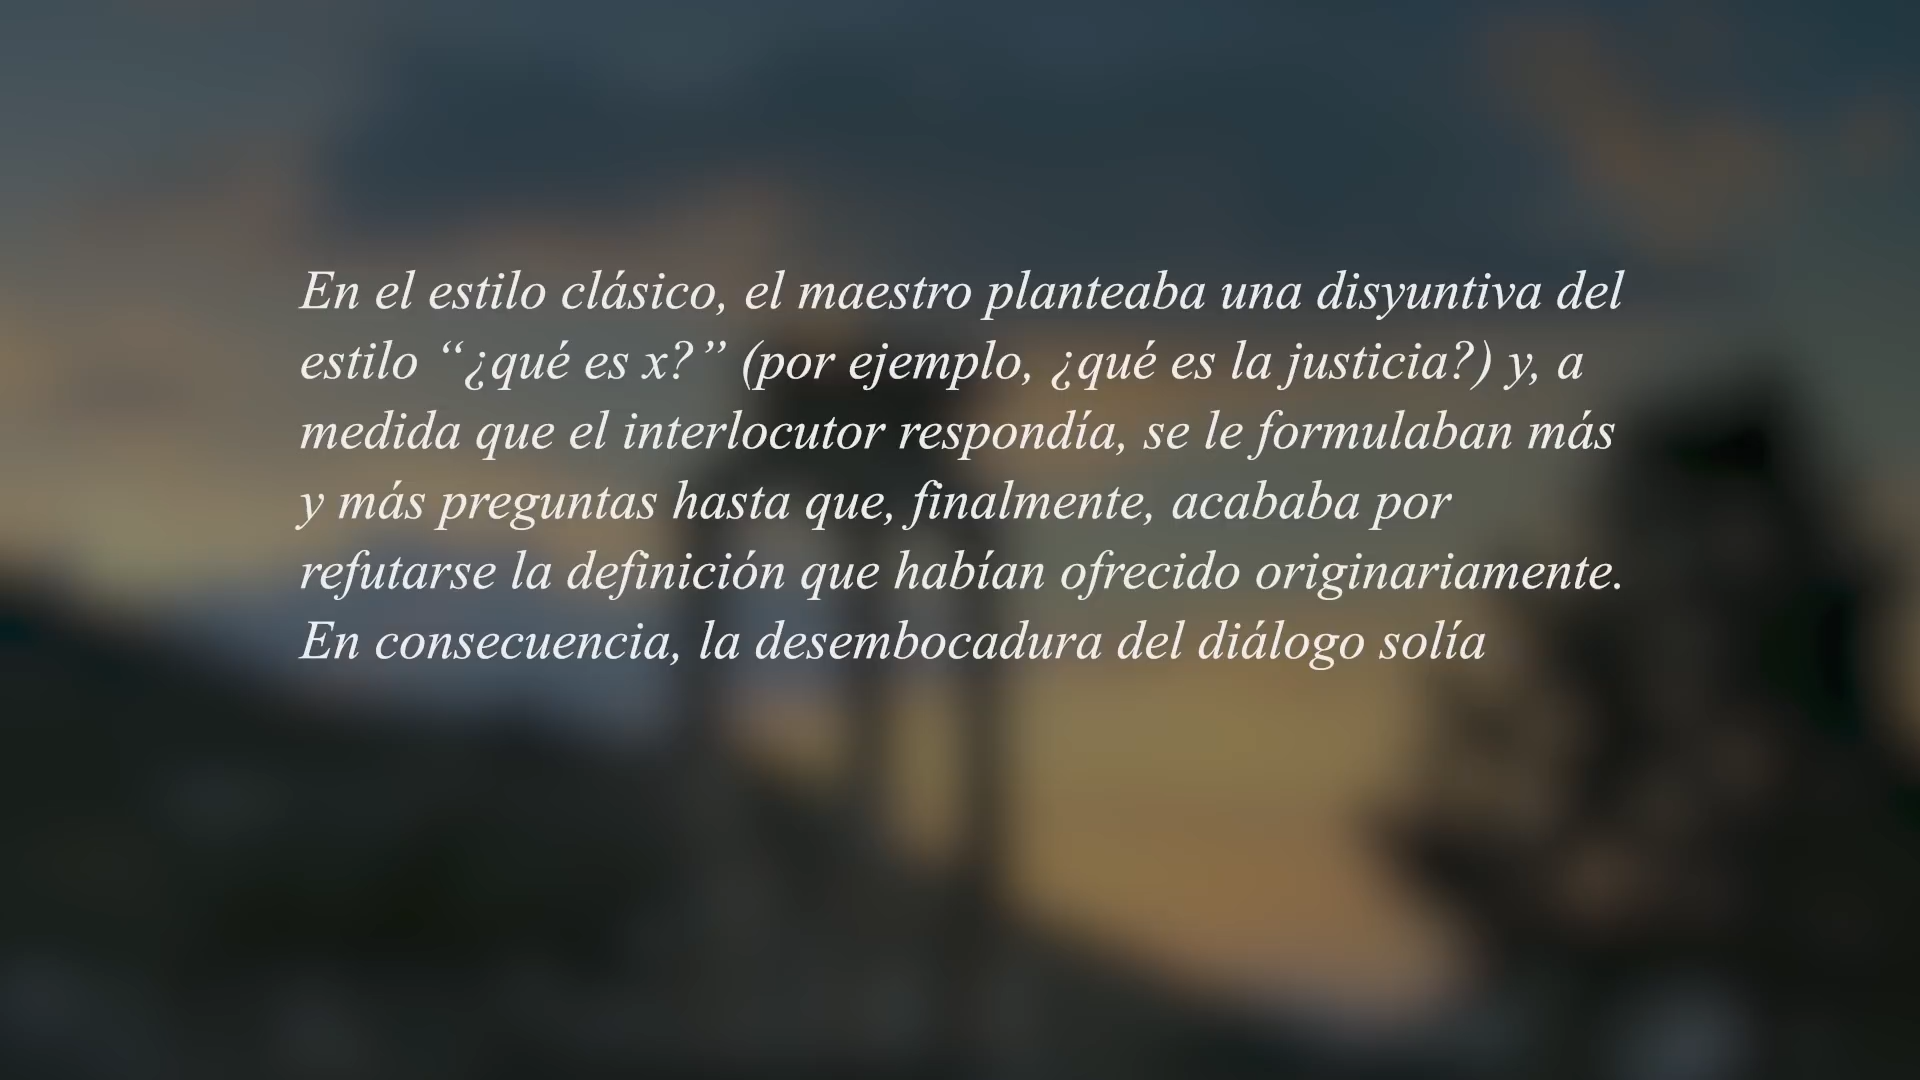 En el estilo clásico, el maestro planteaba una disyuntiva del
estilo “¿qué es x?” (por ejemplo, ¿qué es la justicia?) y, a
medida que el interlocutor respondía, se le formulaban más
y más preguntas hasta que, finalmente, acababa por
refutarse la definición que habían ofrecido originariamente.
En consecuencia, la desembocadura del diálogo solía